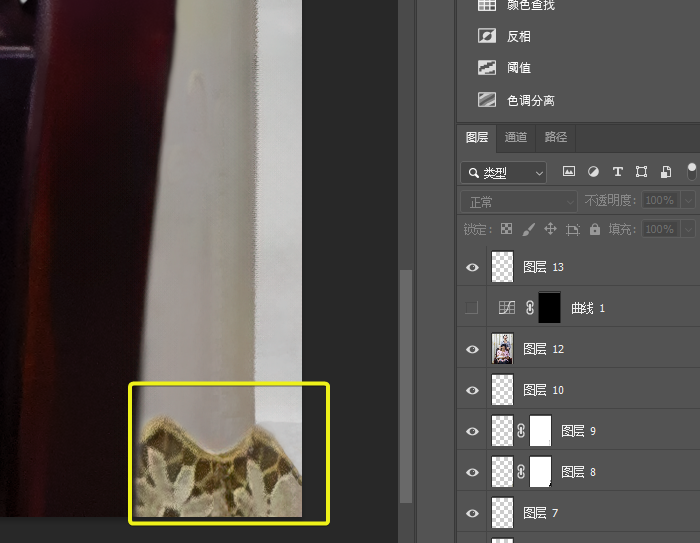 颜色查找
反相
阈值
色调分离
图层 通道 路径
类型
正常 不透明度: 100%
锁定: 填充: 100%
图层 13
曲线 1
图层 12
图层 10
图层 9
图层 8
图层 7